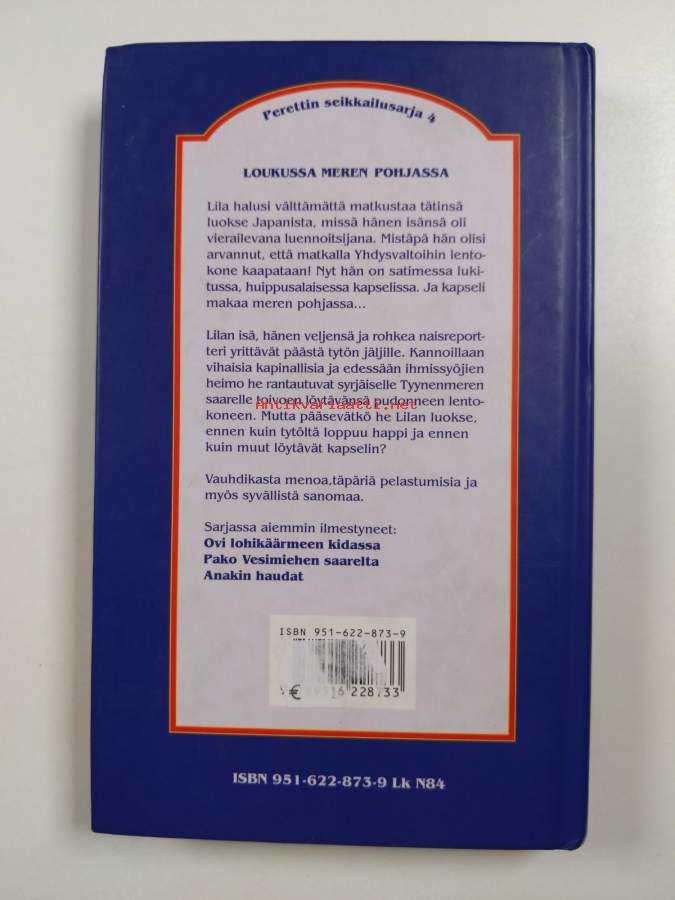 Perettin seikkailusarja 4
LOUKUSSA MEREN POHJASSA
Lila halusi välttämättä matkustaa tätinsä
luokse Japanista, missä hänen isänsä oli
vierailevana luennoitsijana. Mistäpä hän olisi
arvannut, että matkalla Yhdysvaltoihin lento-
kone kaapataan! Nyt hän on satimessa luki-
tussa, huippusalaisessa kapselissa. Ja kapseli
makaa meren pohjassa...
Lilan isä, hänen veljensä ja rohkea naisreport-
teri yrittävät päästä tytön jäljille. Kannoillaan
vihaisia kapinallisia ja edessään ihmissyöjien
heimo he rantautuvat syrjäiselle Tyynenmeren
saarelle toivoen löytävänsä pudonneen lento-
Antikvariaatti.net
koneen. Mutta pääsevätkö he Lilan luokse,
ennen kuin tytöltä loppuu happi ja ennen
kuin muut löytävät kapselin?
Vauhdikasta menoa,täpäriä pelastumisia ja
myös syvällistä sanomaa.
Sarjassa aiemmin ilmestyneet:
Ovi lohikäärmeen kidassa
Pako Vesimiehen saarelta
Anakin haudat
ISBN 951-622-873-9
€ 228733
ISBN 951-622-873-9 Lk N84